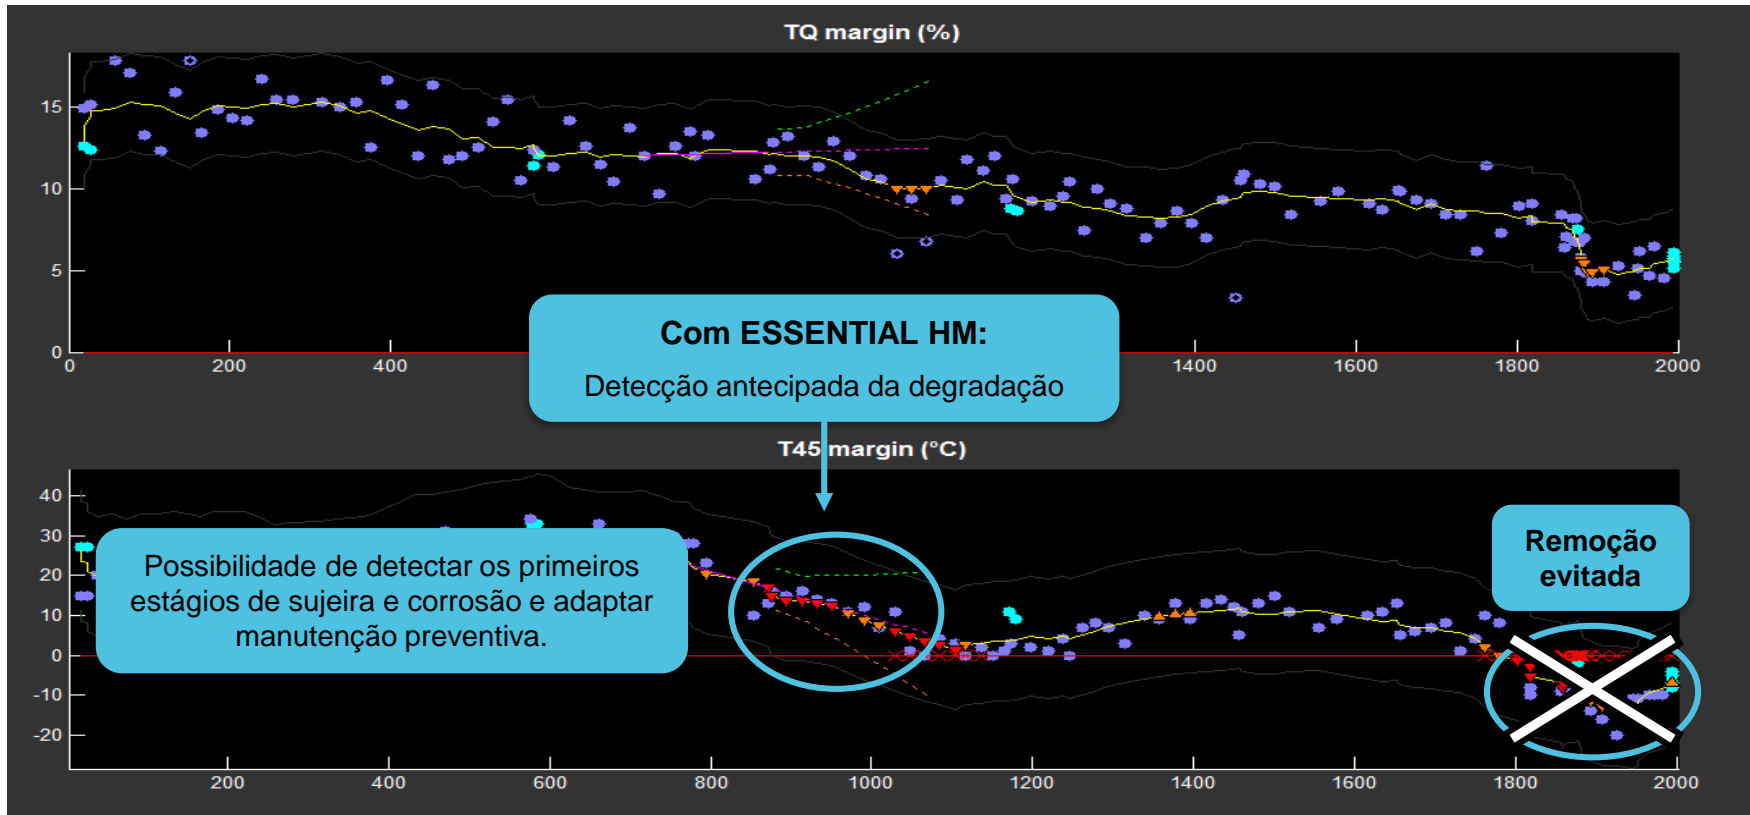 TQ margin (%)
15
10
5
0
0 200 400 1400 1600 1800 2000
Com ESSENTIAL HM:
Detecção antecipada da degradação
T45 margin (°C)
40
30
20
10
0
-10
-20
200 400 600 800 1000 1200 1400 1600 1800 2000
Possibilidade de detectar os primeiros
estágios de sujeira e corrosão e adaptar
manutenção preventiva.
Remoção
evitada